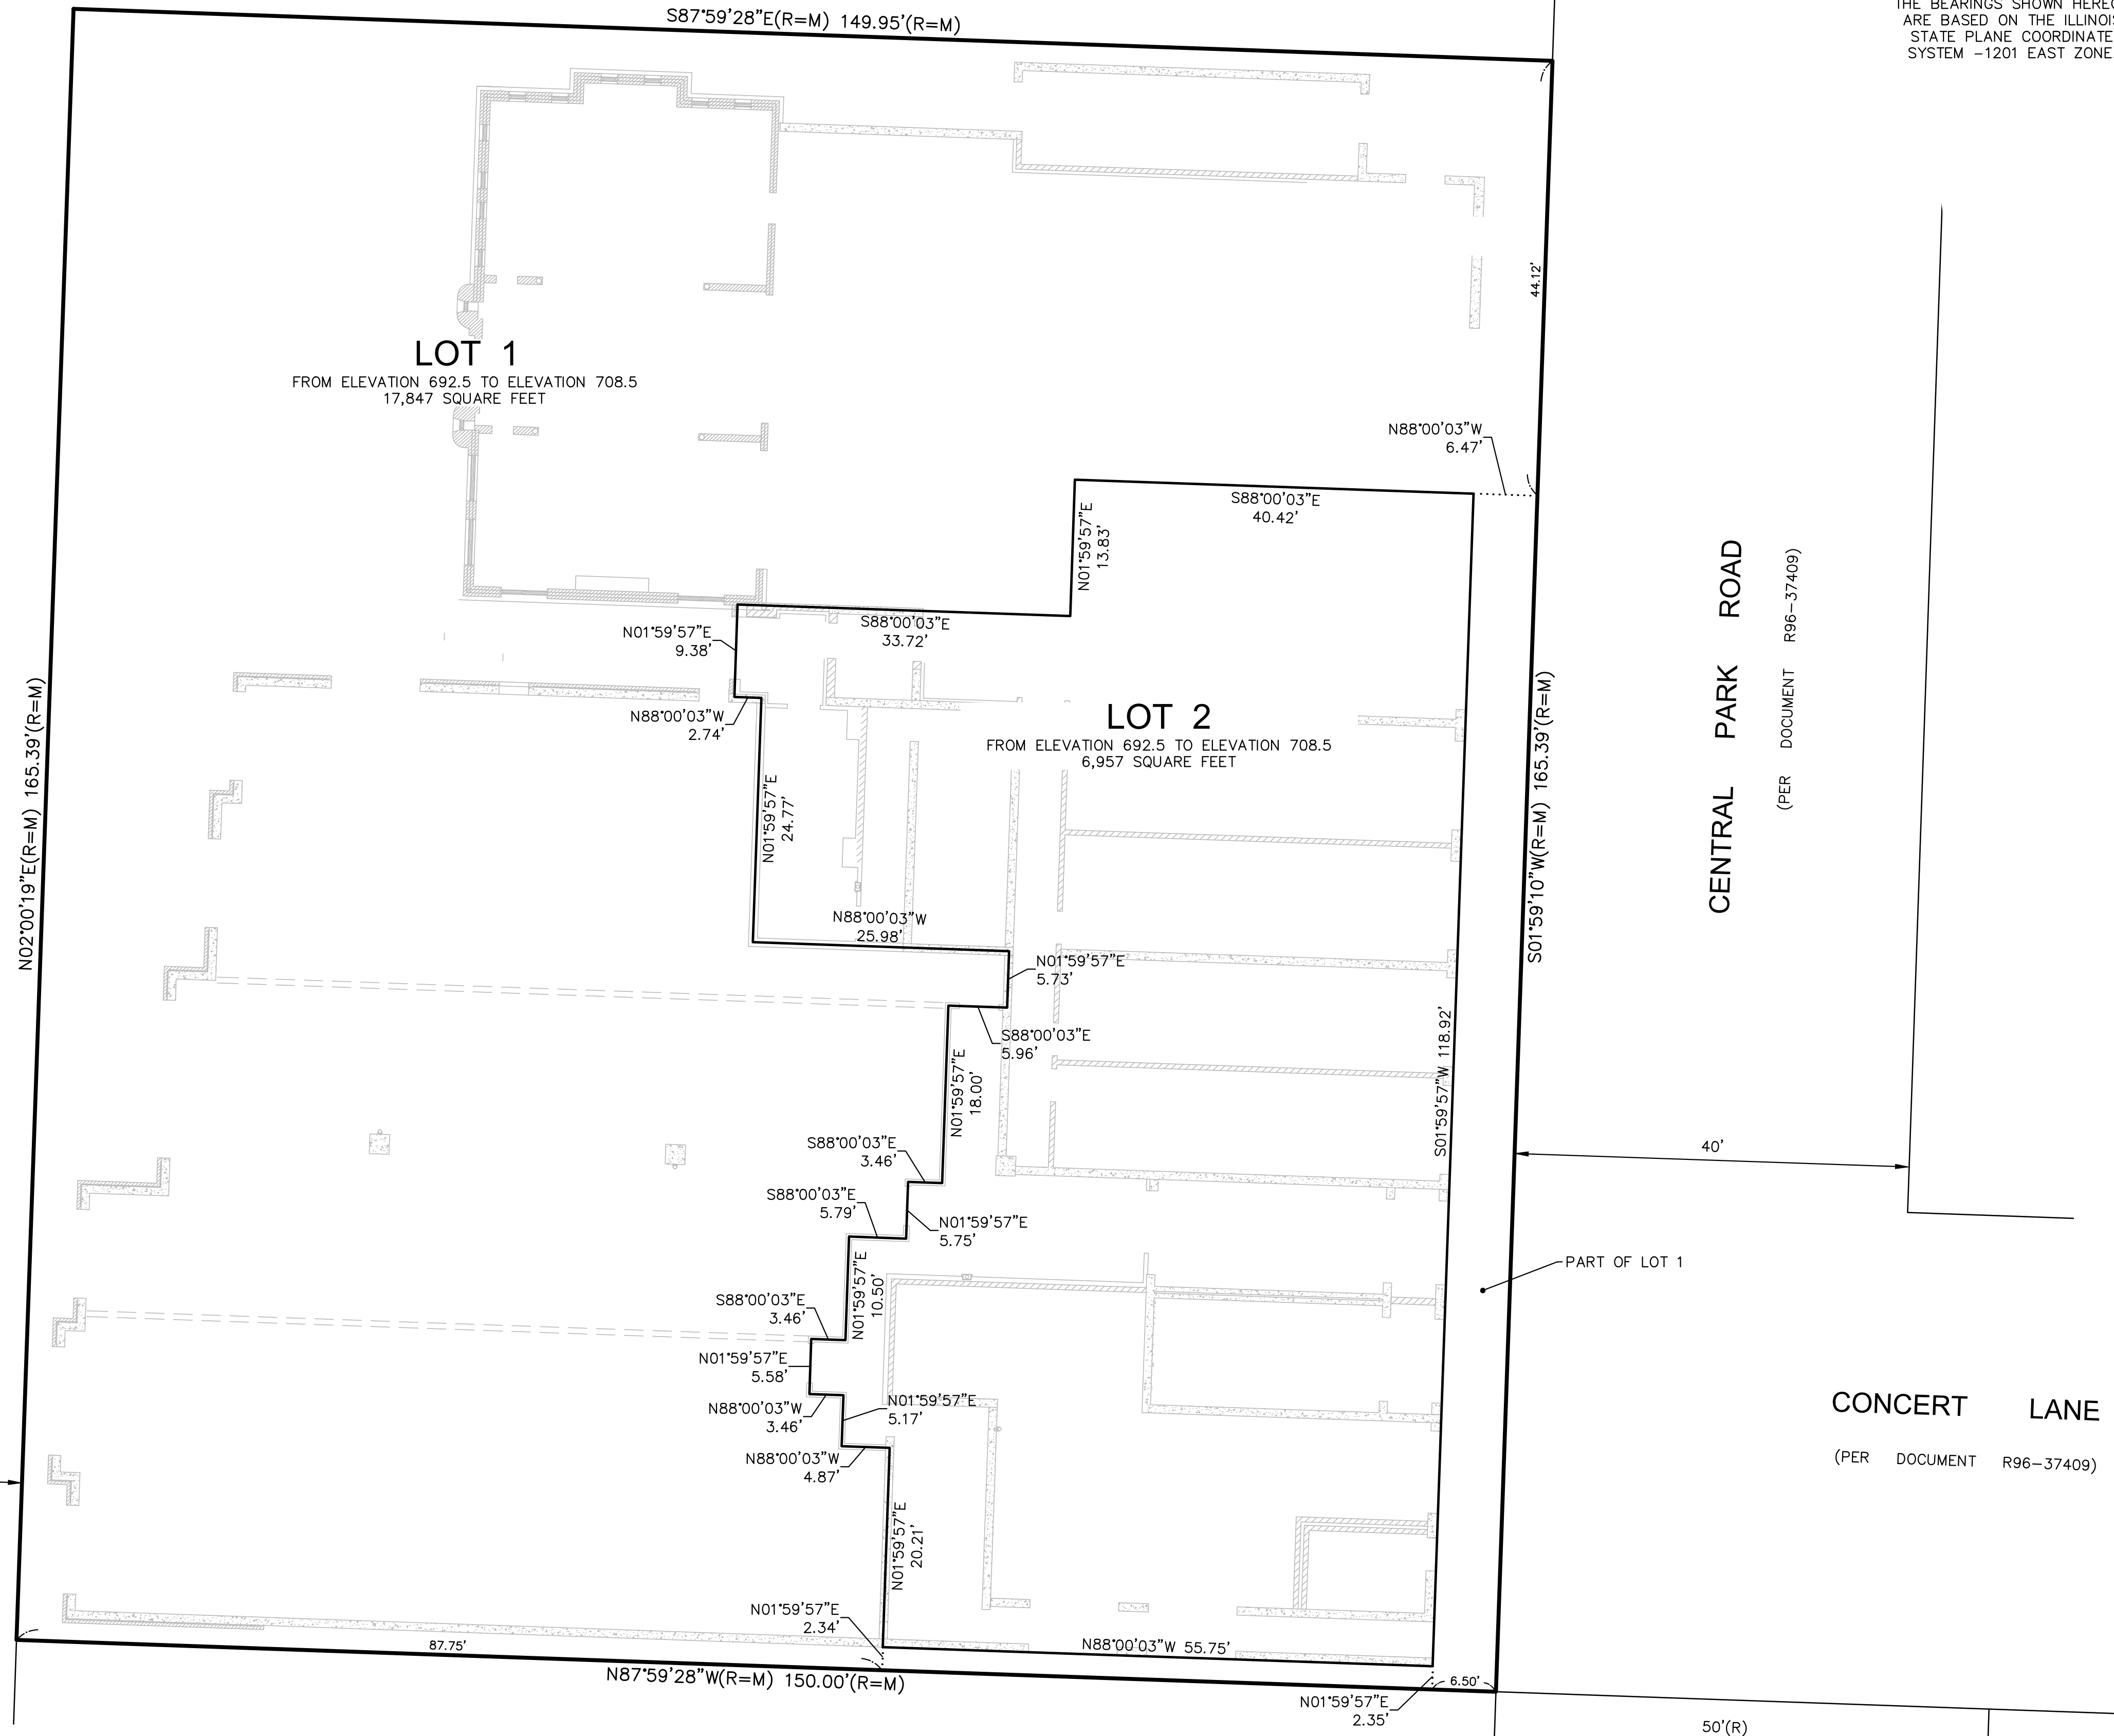 S87°59'28"E(R=M) 149.95'(R=M)
THE BEARINGS SHOWN
ARE BASED ON THE ILLINOIS
STATE PLANE COORDINATE
SYSTEM -1201 EAST ZONE
44.12'
LOT 1
FROM ELEVATION 692.5 TO ELEVATION 708.5
17,847 SQUARE FEET
N88°00'03"W
6.47'
S88°00'03"E
40.42'
N01°59'57"E
13.83'
S88°00'03"E
33.72'
N01°59'57"E
9.38'
N88°00'03"W
2.74'
LOT 2
FROM ELEVATION 692.5 TO ELEVATION 708.5
6,957 SQUARE FEET
N02°00'19"E(R=M) 165.39'(R=M)
S01°59'10"W(R=M) 165.39'(R=M)
CENTRAL PARK ROAD
(PER DOCUMENT R96-37409)
N01°59'57"E
24.77'
N88°00'03"W
25.98'
N01°59'57"E
5.73'
S88°00'03"E
5.96'
N01°59'57"E
18.00'
S01°59'57"W 118.92'
S88°00'03"E
3.46'
40'
S88°00'03"E
5.79'
N01°59'57"E
5.75'
PART OF LOT 1
N01°59'57"E
10.50'
S88°00'03"E
3.46'
N01°59'57"E
5.58'
N88°00'03"W
3.46'
N01°59'57"E
5.17'
CONCERT LANE
(PER DOCUMENT R96-37409)
N88°00'03"W
4.87'
N01°59'57"E
20.21'
N01°59'57"E
2.34'
87.75'
N88°00'03"W 55.75'
N87°59'28"W(R=M) 150.00'(R=M)
6.50'
N01°59'57"E
2.35'
50'(R)